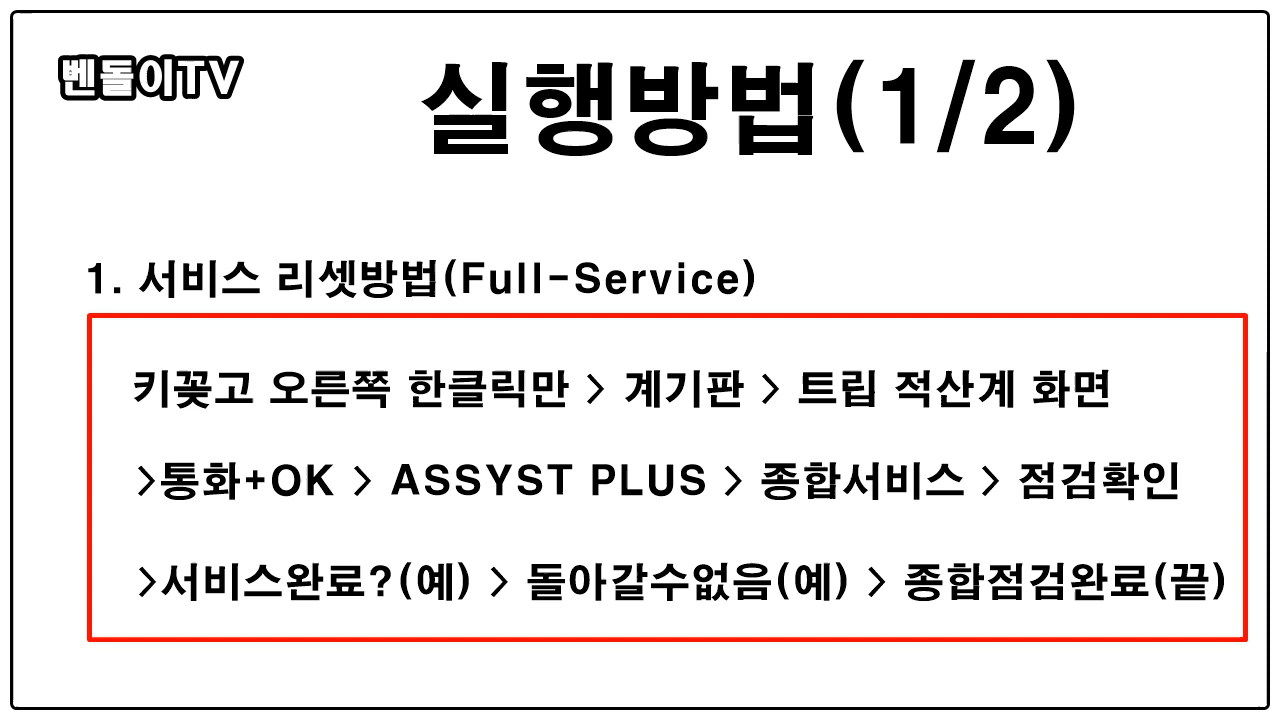 벤돌이TV
실행방법(1/2)
1. 서비스 리셋방법(Full-Service)
키꽂고 오른쪽 한클릭만 > 계기판 > 트립 적산계 화면
>통화+OK > ASSYST PLUS > 종합서비스 > 점검확인
>서비스완료?(예) > 돌아갈수없음(예) > 종합점검완료(끝)